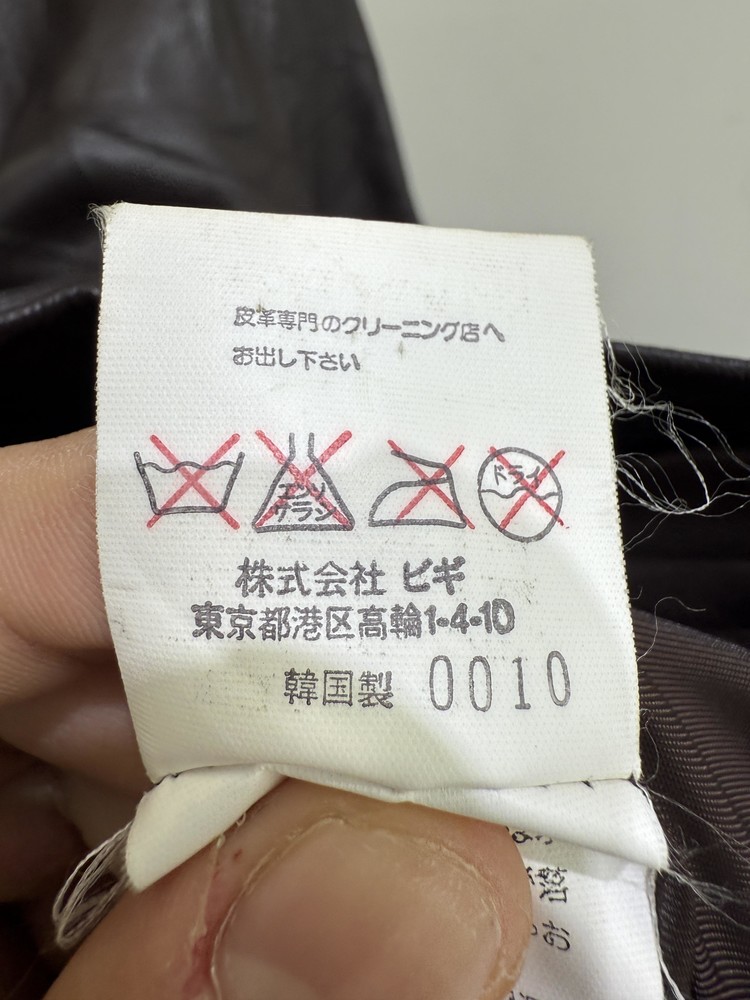 皮革専門のクリーニング店へ
お出し下さい
エンソ
サラシ
ドライ
株式会社 ビギ
東京都港区高輪1-4-10
韓国製 0010